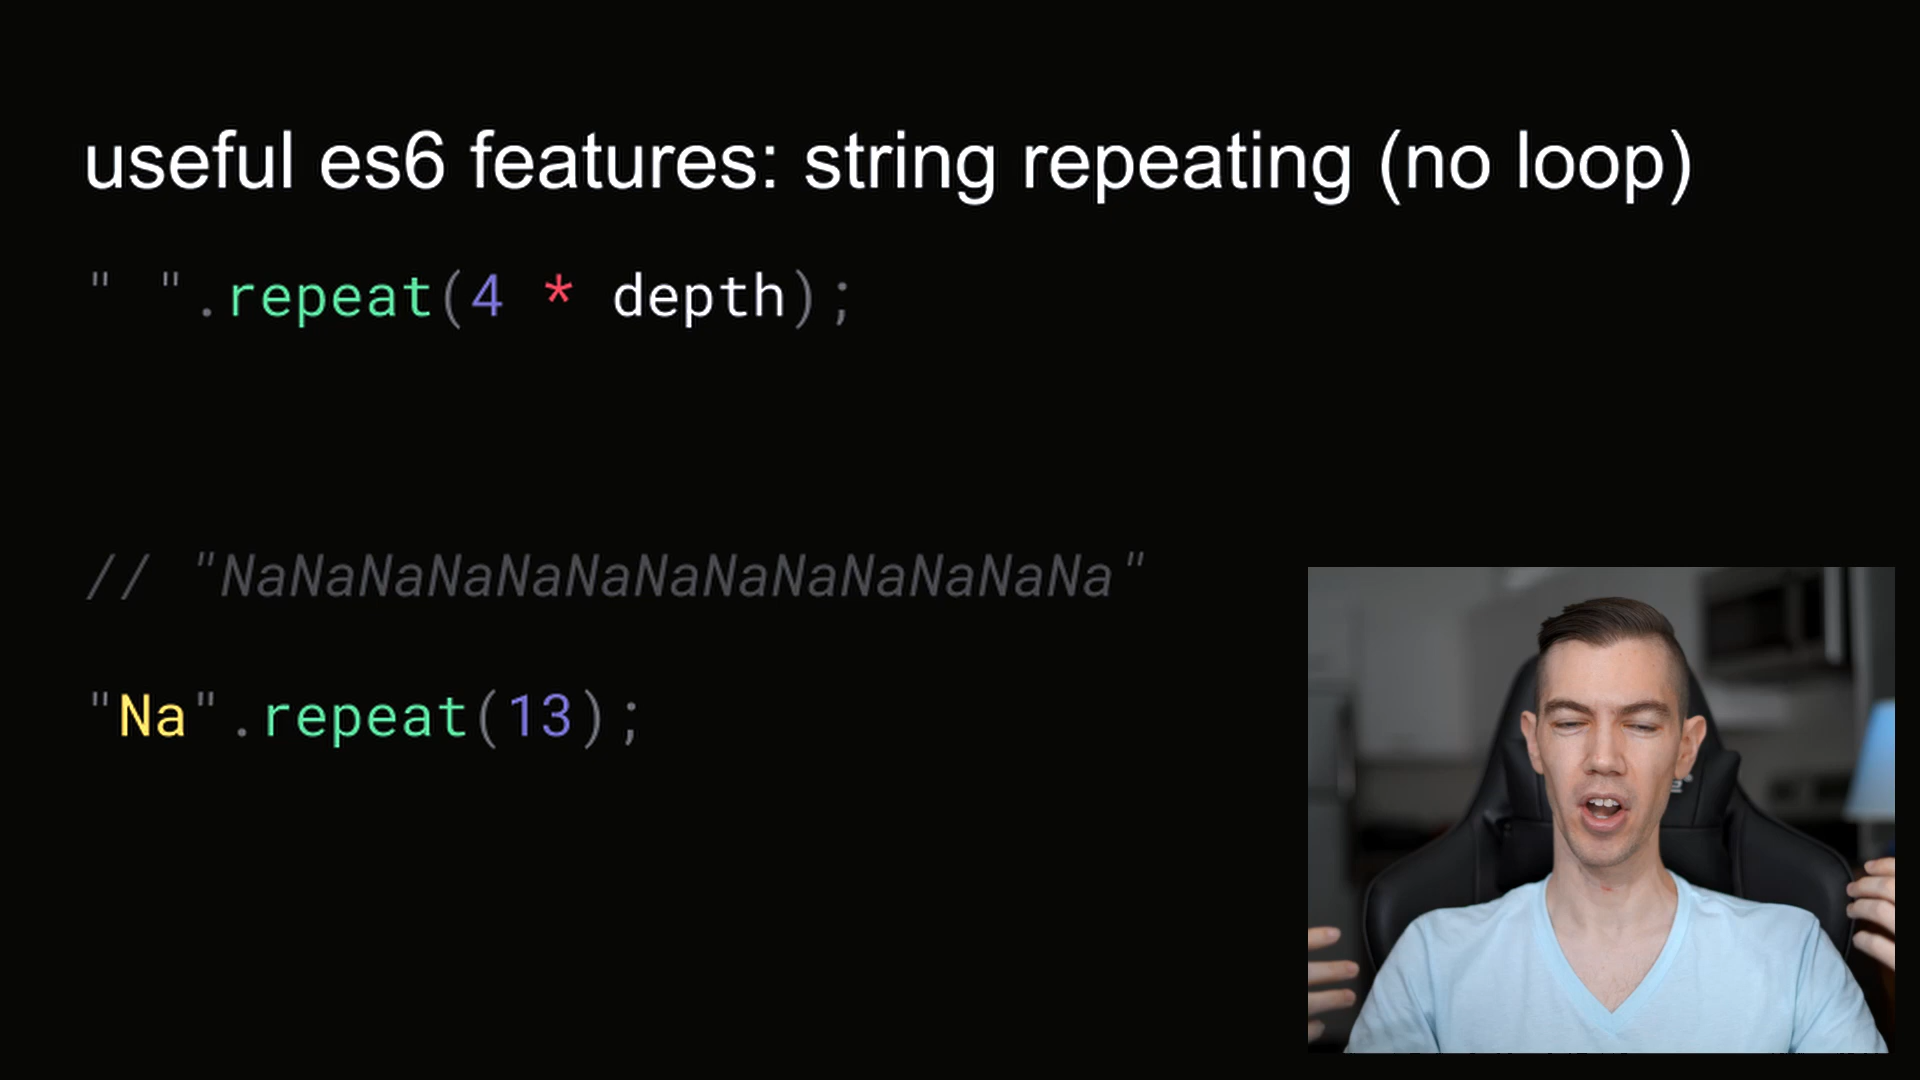 useful es6 features: string repeating (no loop)
" ".repeat(4 * depth);
// "NaNaNaNaNaNaNaNaNaNaNaNaNa"
"Na".repeat(13);